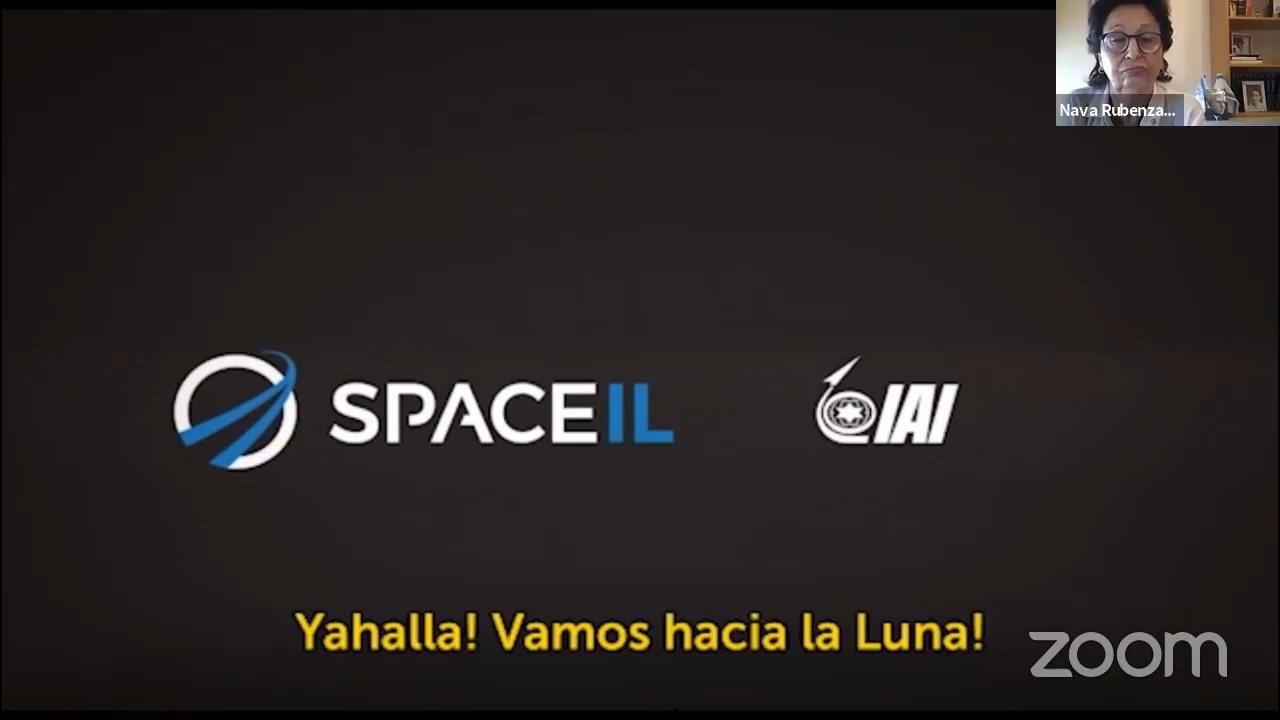 Nava Rubenza...
SPACEIL
IAI
Yahalla! Vamos hacia la Luna!
zoom